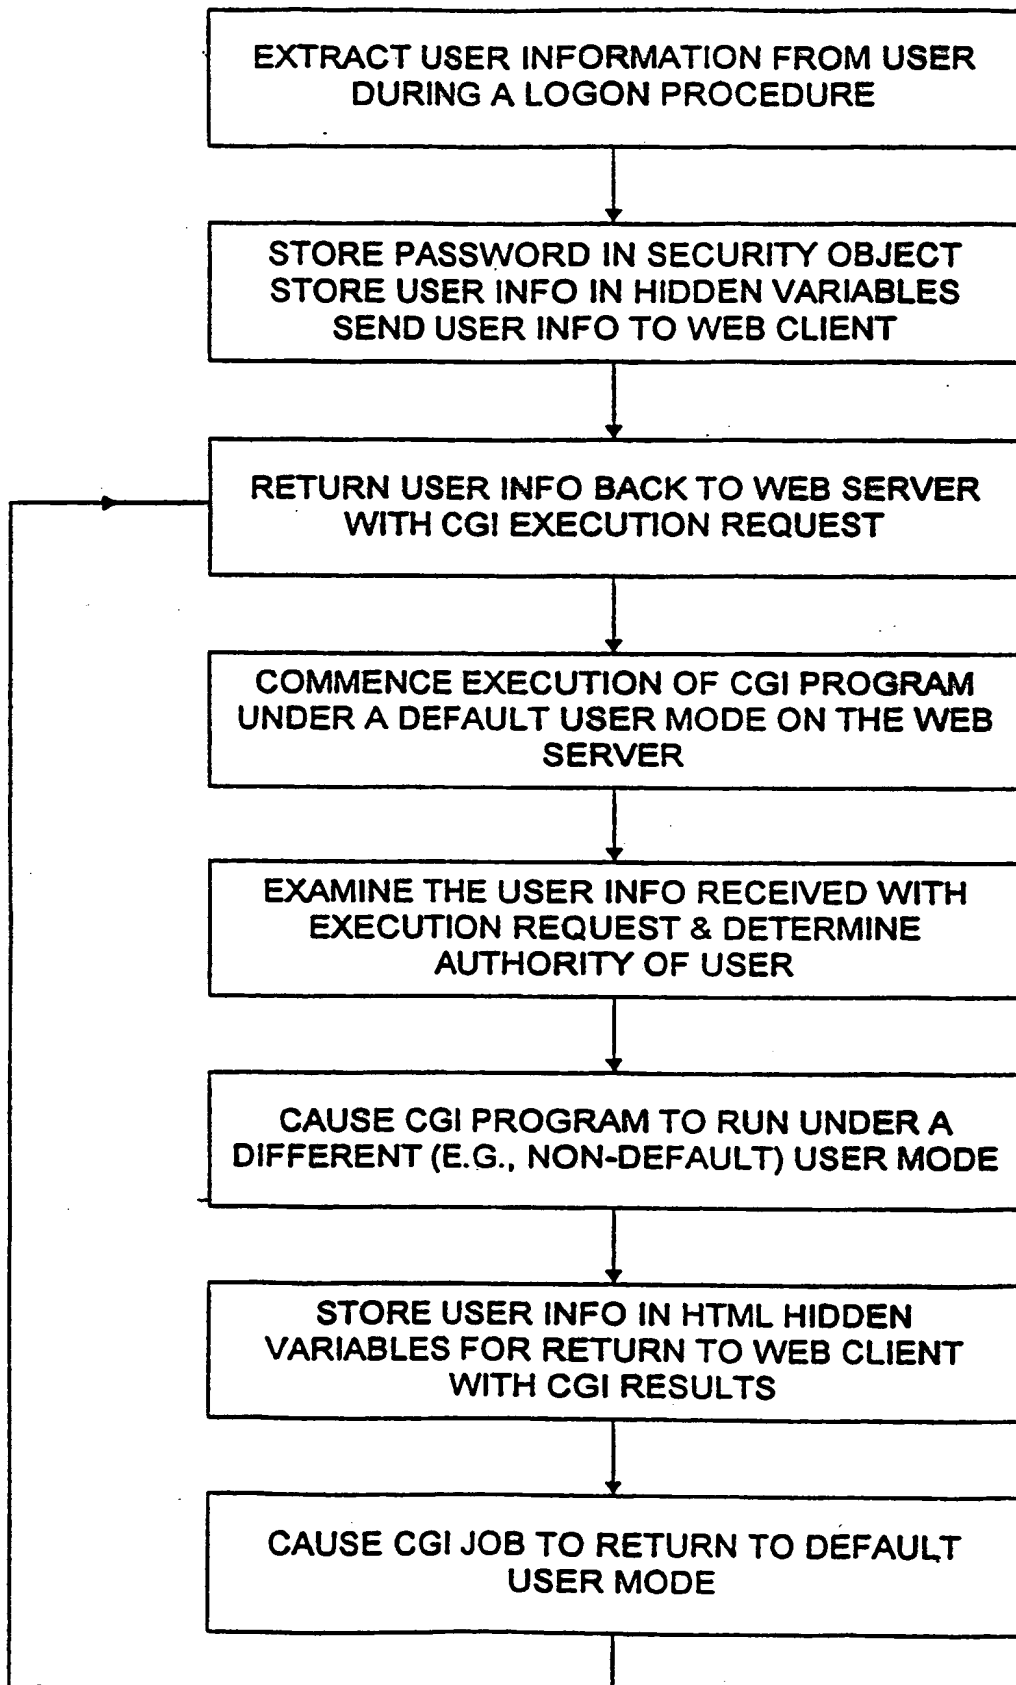 EXTRACT USER INFORMATION FROM USER
DURING A LOGON PROCEDURE
STORE PASSWORD IN SECURITY OBJECT
STORE USER INFO IN HIDDEN VARIABLES
SEND USER INFO TO WEB CLIENT
RETURN USER INFO BACK TO WEB SERVER
WITH CGI EXECUTION REQUEST
COMMENCE EXECUTION OF CGI PROGRAM
UNDER A DEFAULT USER MODE ON THE WEB
SERVER
EXAMINE THE USER INFO RECEIVED WITH
EXECUTION REQUEST & DETERMINE
AUTHORITY OF USER
CAUSE CGI PROGRAM TO RUN UNDER A
DIFFERENT (E.G., NON-DEFAULT) USER MODE
STORE USER INFO IN HTML HIDDEN
VARIABLES FOR RETURN TO WEB CLIENT
WITH CGI RESULTS
CAUSE CGI JOB TO RETURN TO DEFAULT
USER MODE